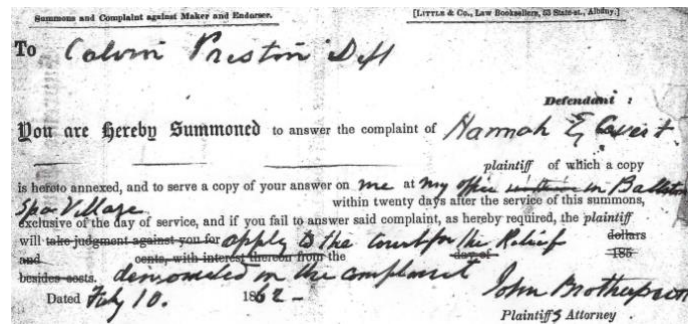 Summons and Complaint against Maker and Endorser. [LITTLE & CO., Law Booksellers, 53 State-st., Albany.]
To Calvin Preston Deft
Defendant :
You are Hereby Summoned to answer the complaint of Hannah E
plaintiff of which a copy
is hereto annexed, and to serve a copy of your answer on me at my office in Ballston
Spa Village within twenty days after the service of this summons,
exclusive of the day of service, and if you fail to answer said complaint, as hereby required, the plaintiff
will take judgment against you for apply to the court for the Relief dollars
and cents, with interest thereon from the day of 185
besides costs. demanded in the complaint
Dated July 10. 1862- John Brotherson
Plaintiffs Attorney .